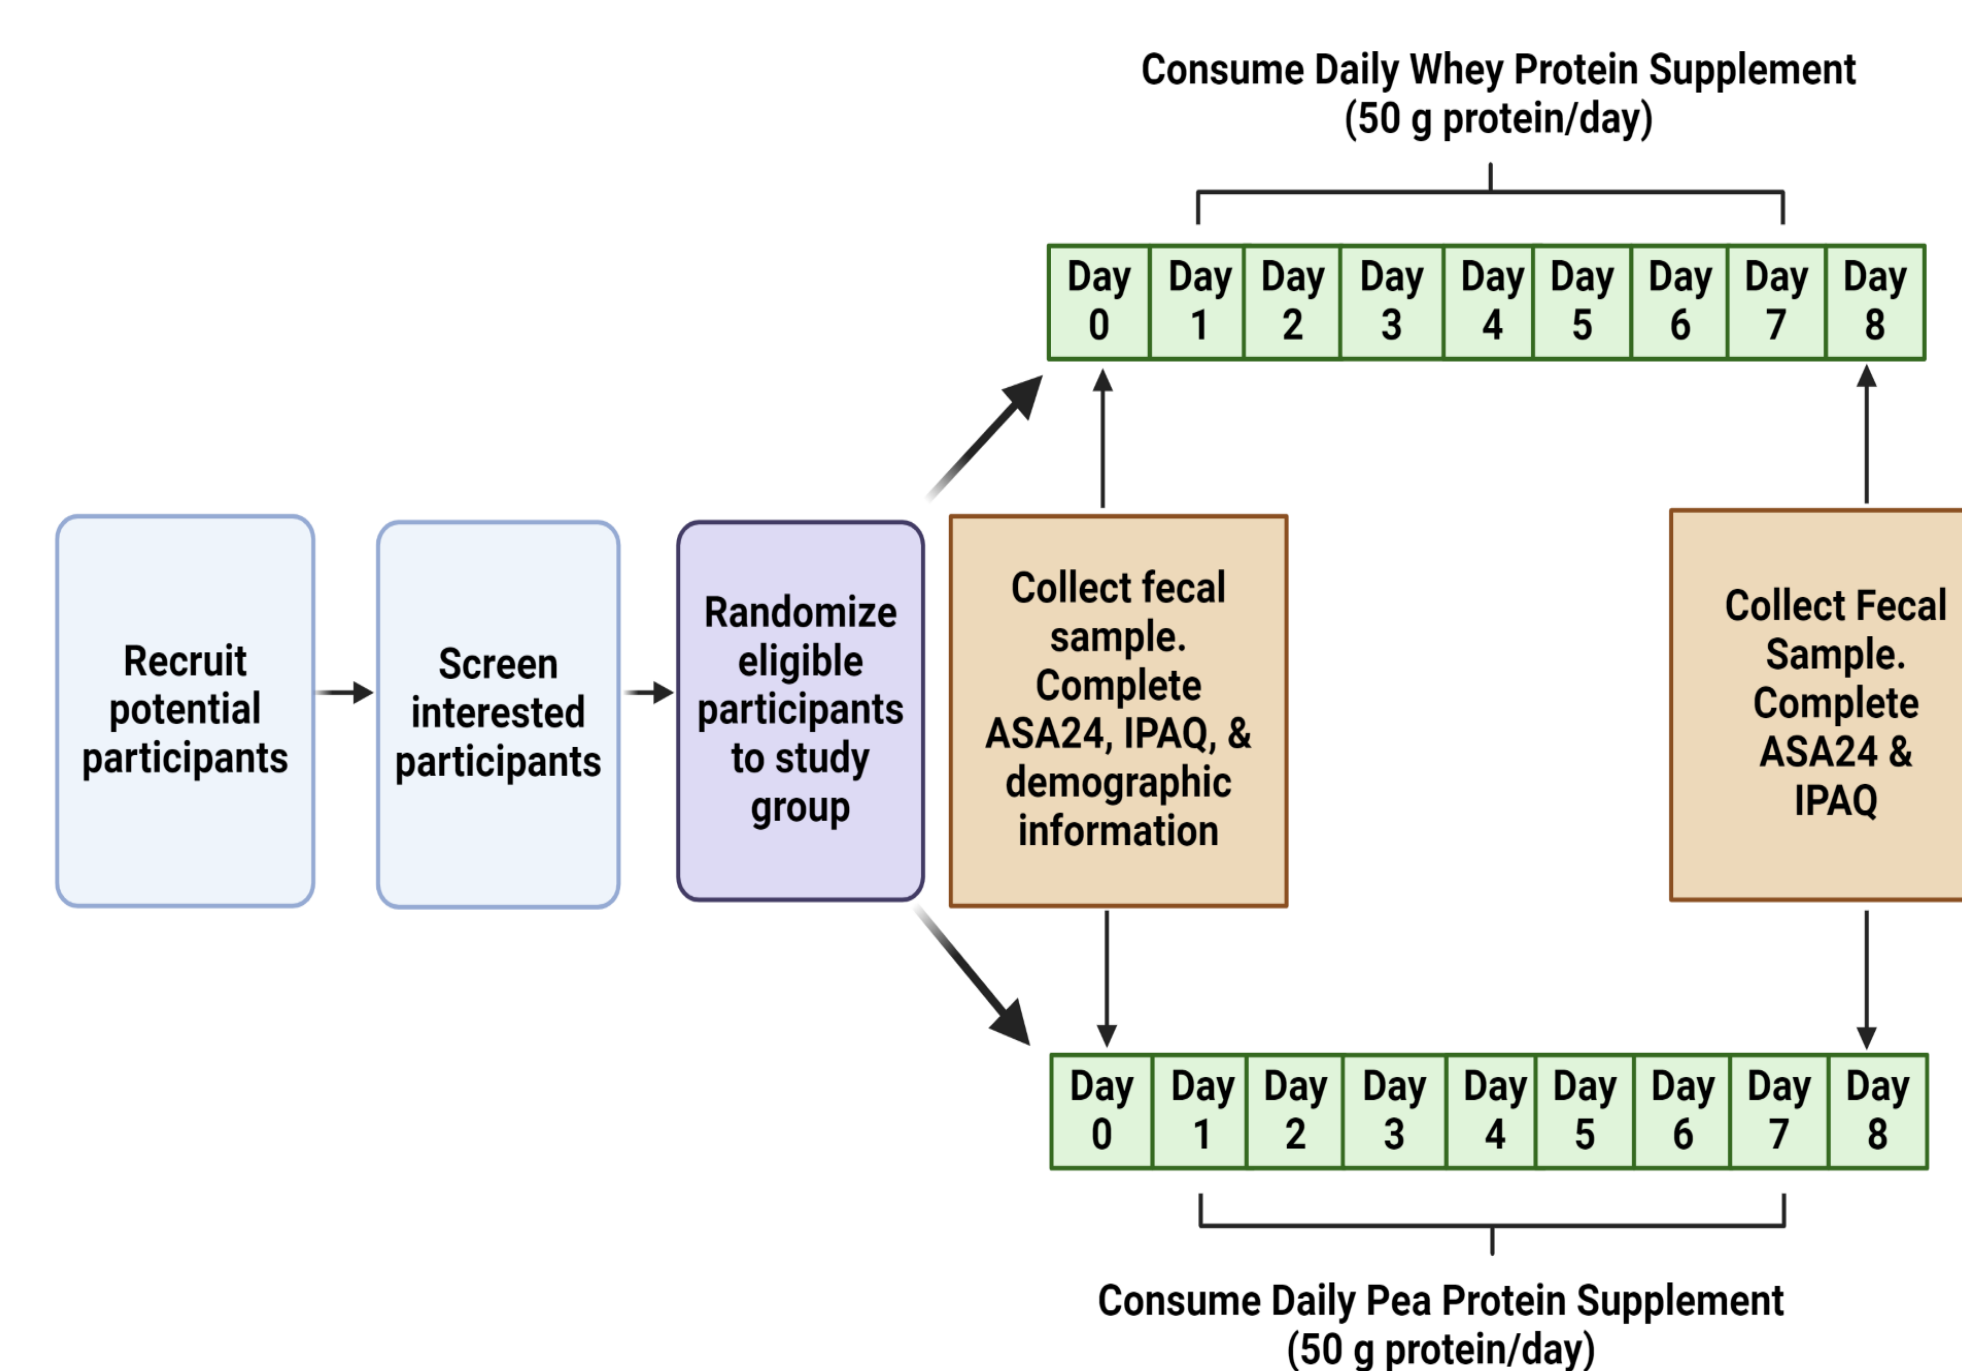 Consume Daily Whey Protein Supplement
(50 g protein/day)
Day
0
Day
1
Day
2
Day
3
Day
4
Day
5
Day
6
Day
7
Day
8
Recruit
potential
participants
Screen
interested
participants
Randomize
eligible
participants
to study
group
Collect fecal
sample.
Complete
ASA24, IPAQ, &
demographic
information
Collect Fecal
Sample.
Complete
ASA24 &
IPAQ
Day
0
Day
1
Day
2
Day
3
Day
4
Day
5
Day
6
Day
7
Day
8
Consume Daily Pea Protein Supplement
(50 g protein/day)